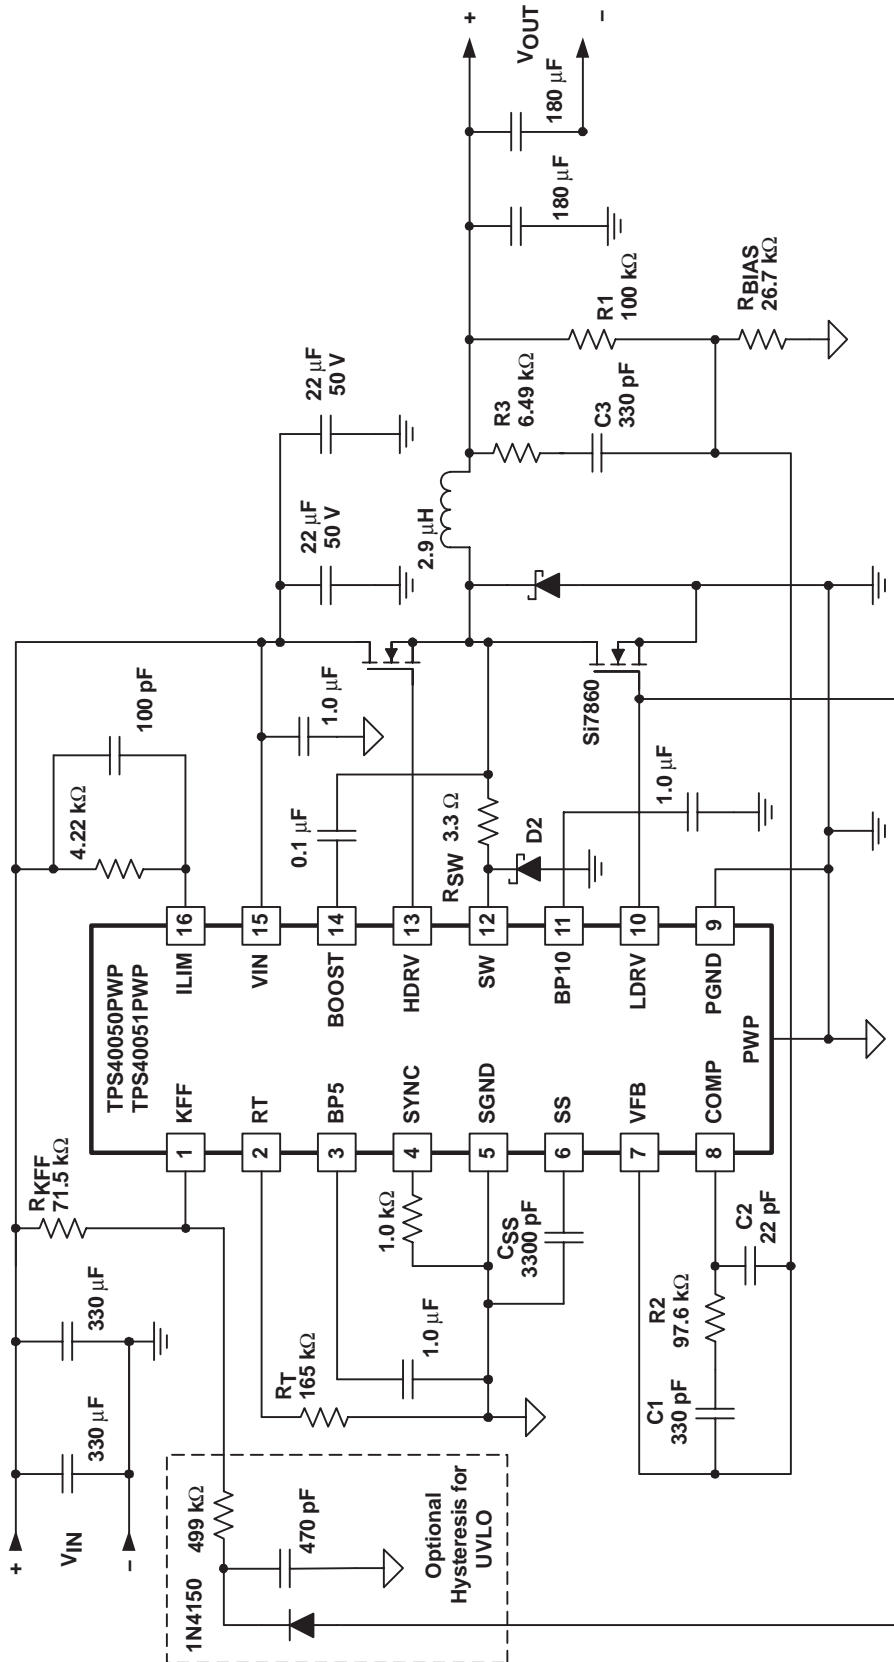 +
VIN
−
330 µF
330 µF
RKFF
71.5 kΩ
499 kΩ
1N4150
470 pF
Optional
Hysteresis for
UVLO
RT
165 kΩ
1.0 µF
1.0 kΩ
CSS
3300 pF
C1
330 pF
R2
97.6 kΩ
C2
22 pF
TPS40050PWP
TPS40051PWP
1
KFF
2
RT
3
BP5
4
SYNC
5
SGND
6
SS
7
VFB
8
COMP
16
ILIM
15
VIN
14
BOOST
13
HDRV
12
SW
11
BP10
10
LDRV
9
PGND
PWP
4.22 kΩ
100 pF
1.0 µF
0.1 µF
RSW
3.3 Ω
D2
1.0 µF
Si7860
22 µF
50 V
22 µF
50 V
2.9 µH
R3
6.49 kΩ
C3
330 pF
R1
100 kΩ
RBIAS
26.7 kΩ
180 µF
180 µF
+
VOUT
−